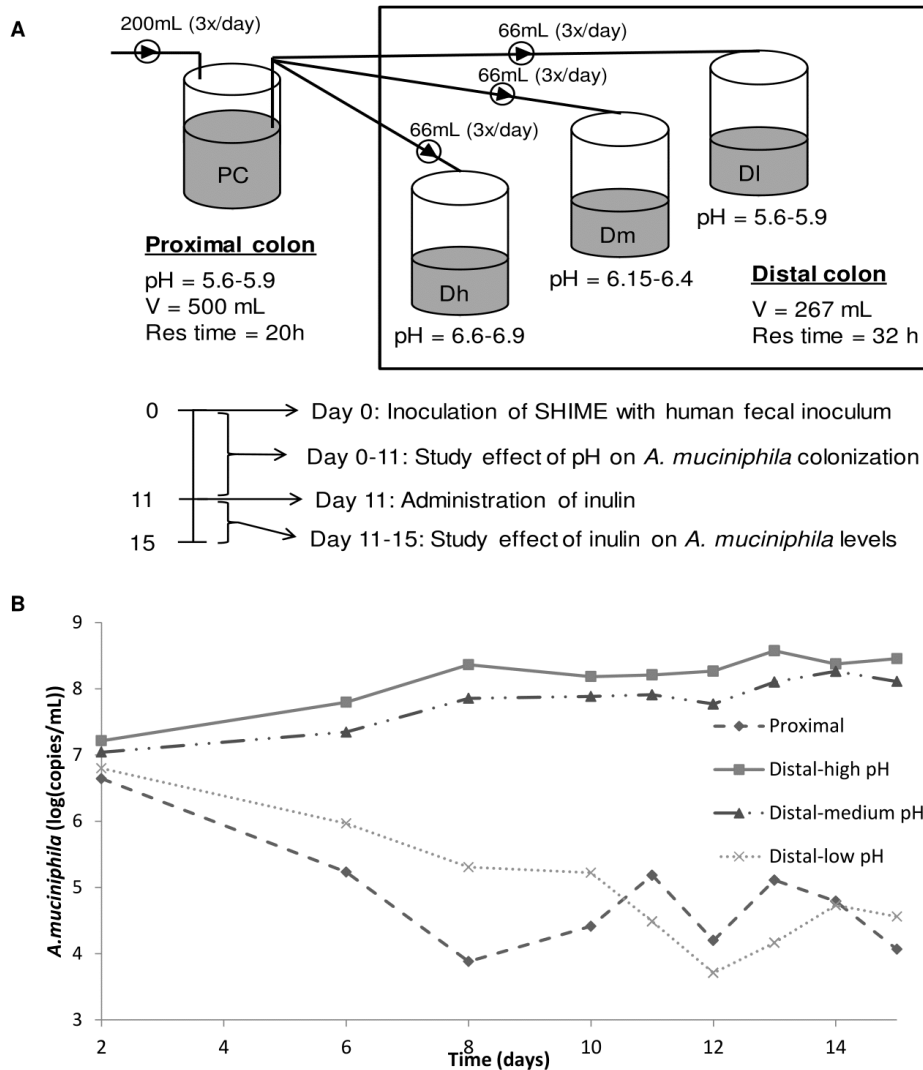 A
200mL (3x/day)
66mL (3x/day)
66mL (3x/day)
66mL (3x/day)
PC
Dl
Dm
Dh
pH = 5.6-5.9
pH = 6.15-6.4
pH = 6.6-6.9
Proximal colon
pH = 5.6-5.9
V = 500 mL
Res time = 20h
Distal colon
V = 267 mL
Res time = 32 h
0
Day 0: Inoculation of SHIME with human fecal inoculum
Day 0-11: Study effect of pH on A. muciniphila colonization
11
Day 11: Administration of inulin
15
Day 11-15: Study effect of inulin on A. muciniphila levels
B
A.muciniphila (log(copies/mL))
9
8
7
6
5
4
3
Proximal
Distal-high pH
Distal-medium pH
Distal-low pH
2
4
6
8
10
12
14
Time (days)